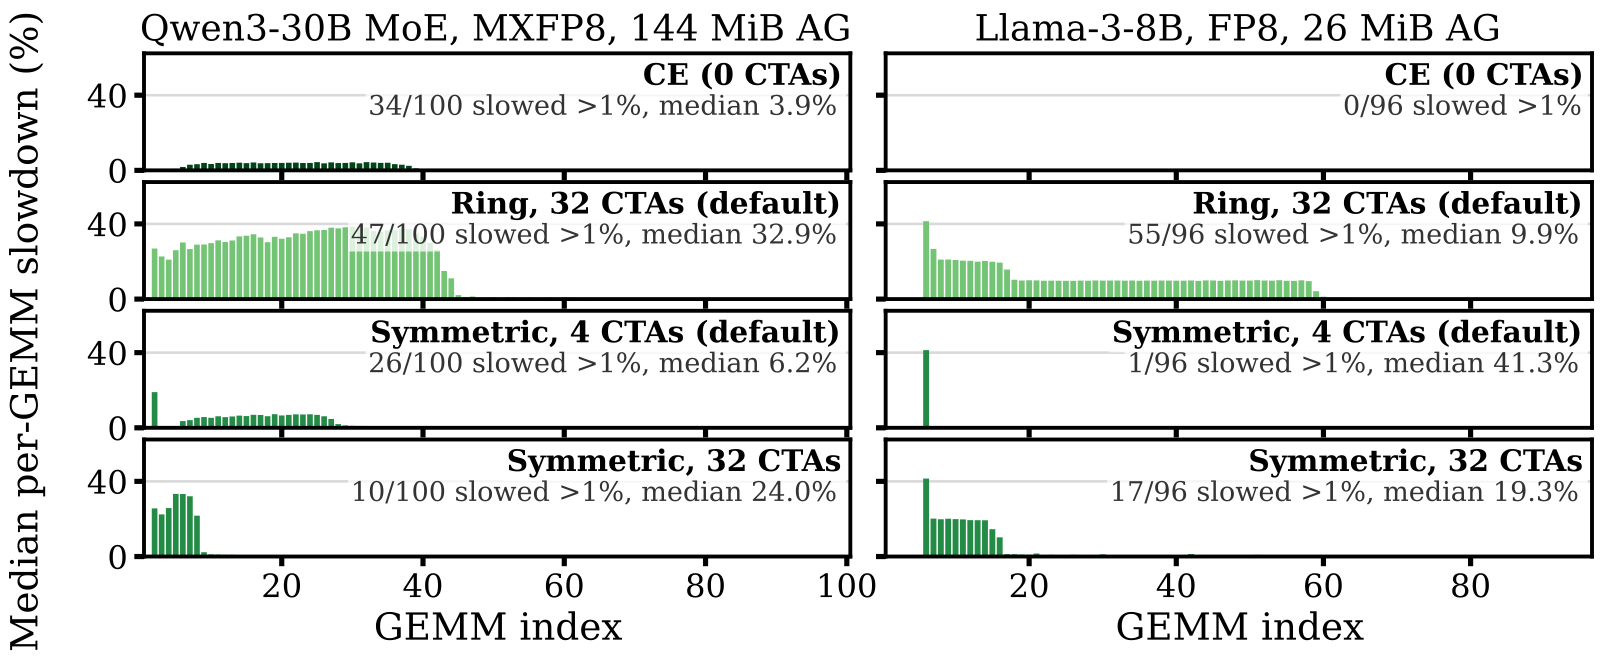 Median per-GEMM slowdown (%)
Qwen3-30B MoE, MXFP8, 144 MiB AG
40
0
CE (0 CTAs)
34/100 slowed >1%, median 3.9%
40
0
Ring, 32 CTAs (default)
47/100 slowed >1%, median 32.9%
40
0
Symmetric, 4 CTAs (default)
26/100 slowed >1%, median 6.2%
40
0
Symmetric, 32 CTAs
10/100 slowed >1%, median 24.0%
20 40 60 80 100
GEMM index
Llama-3-8B, FP8, 26 MiB AG
CE (0 CTAs)
0/96 slowed >1%
Ring, 32 CTAs (default)
55/96 slowed >1%, median 9.9%
Symmetric, 4 CTAs (default)
1/96 slowed >1%, median 41.3%
Symmetric, 32 CTAs
17/96 slowed >1%, median 19.3%
20 40 60 80
GEMM index